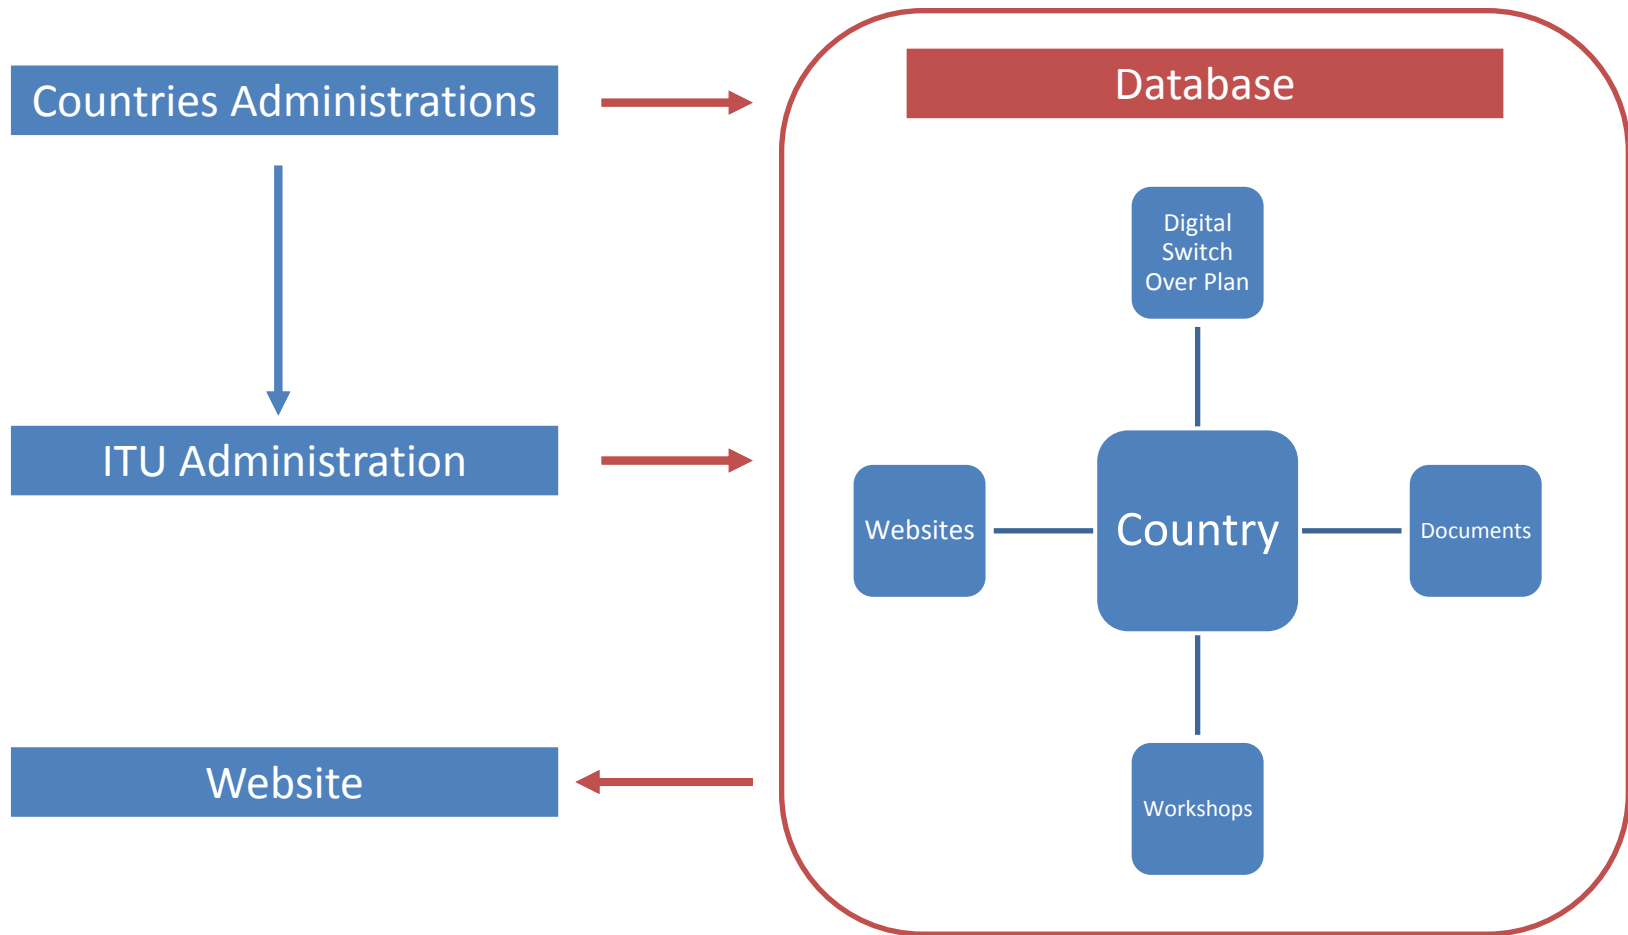 Countries Administrations
Database
Digital
Switch
Over Plan
ITU Administration
Websites
Country
Documents
Website
Workshops